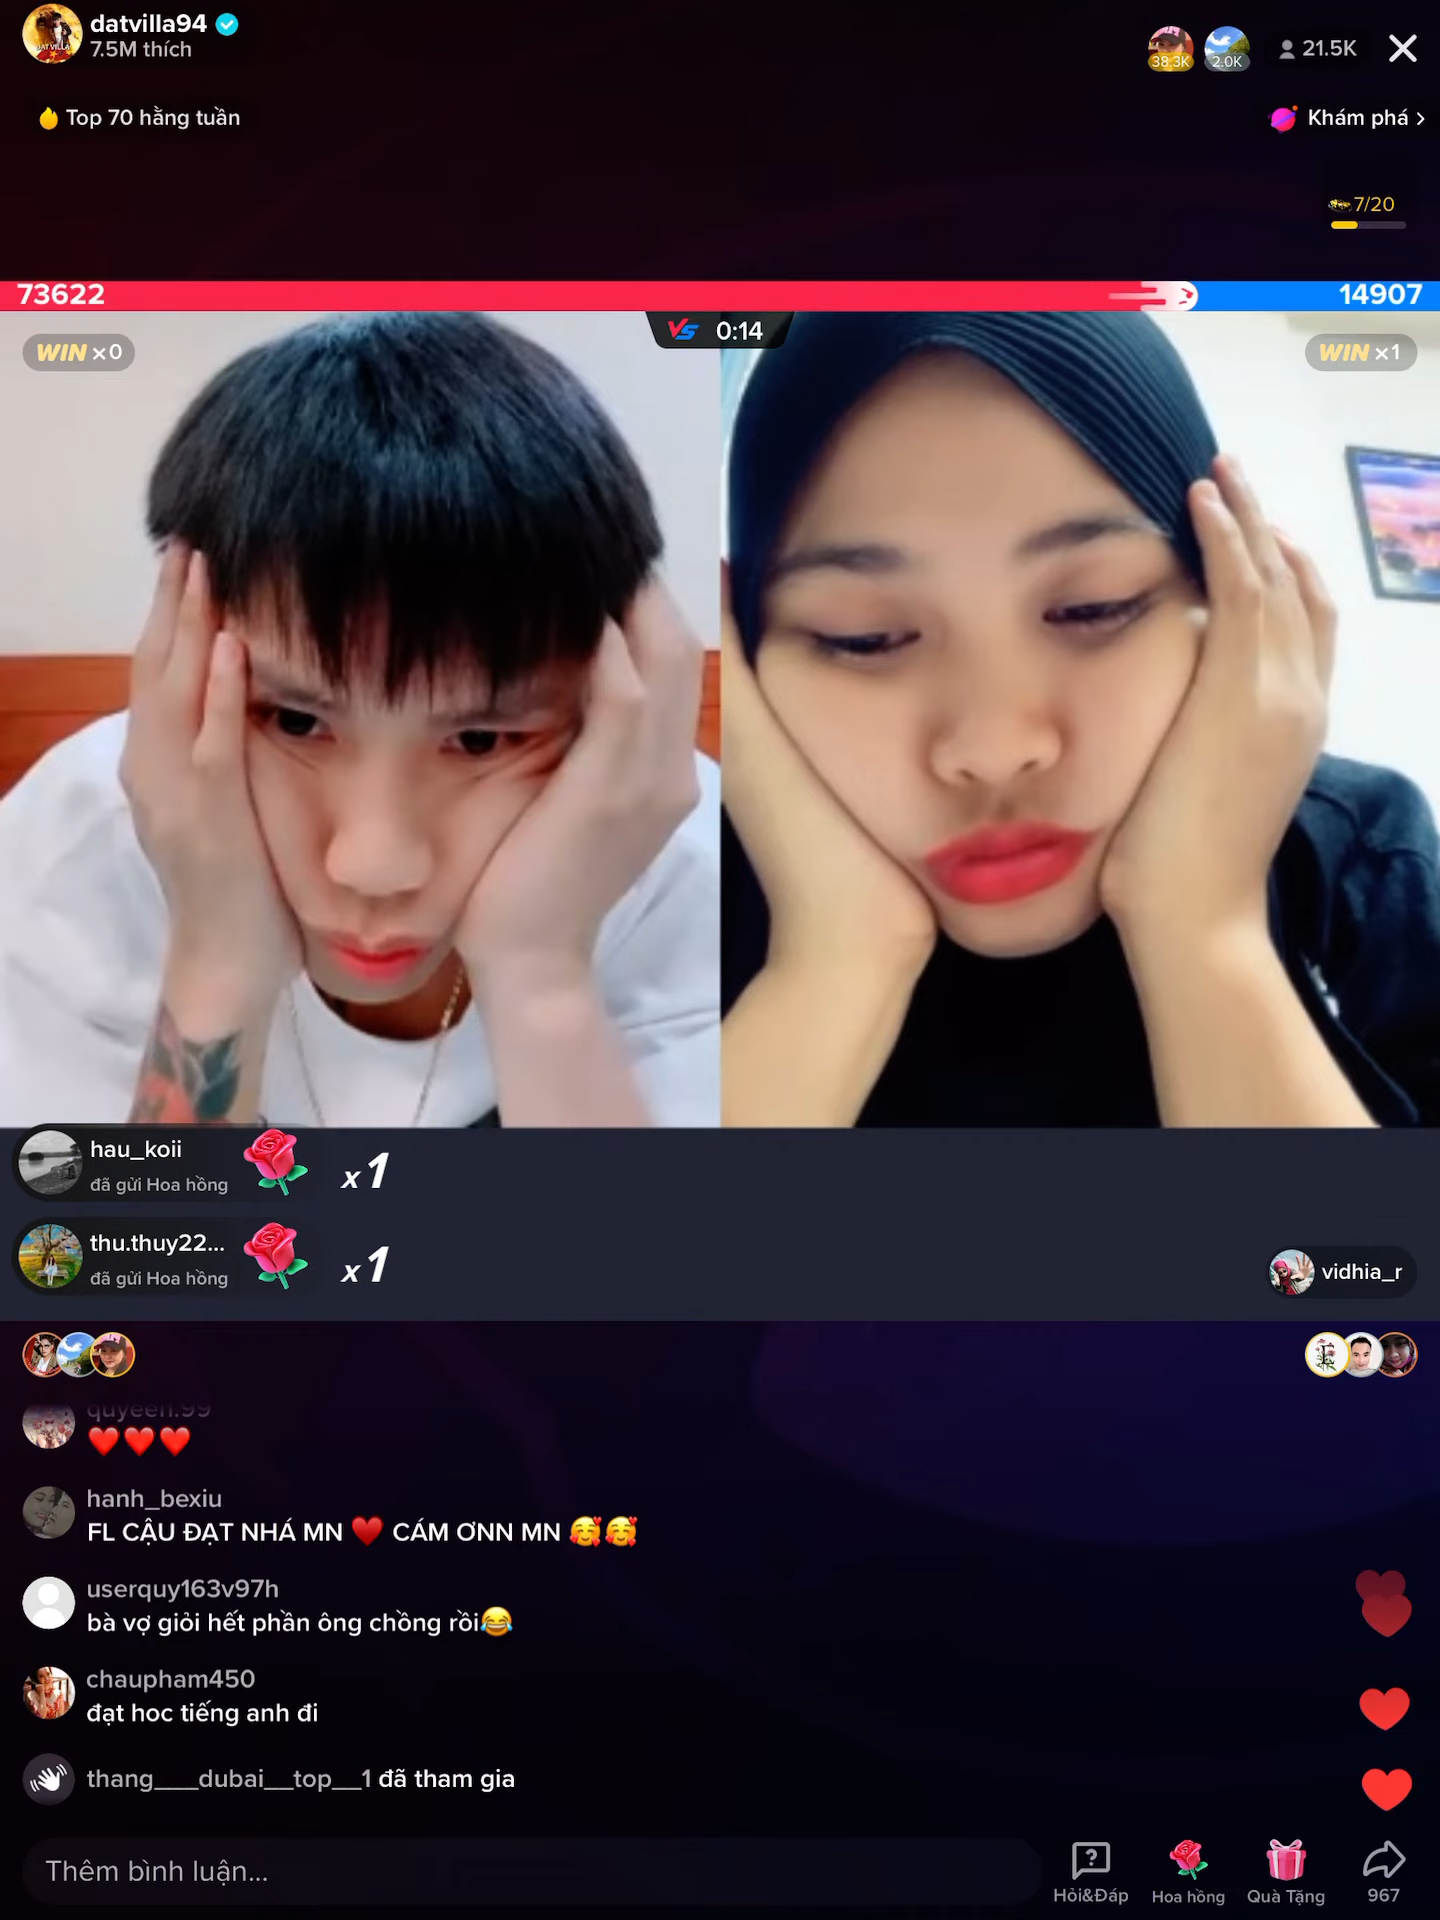 datvilla94
7.5M thích
38.3K
2.0K
21.5K
Top 70 hằng tuần
Khám phá
7/20
73622
14907
VS 0:14
WIN x0
WIN x1
hau_koii
đã gửi Hoa hồng
x1
thu.thuy22...
đã gửi Hoa hồng
x1
vidhia_r
quyeen.99
hanh_bexiu
FL CẬU ĐẠT NHÁ MN ❤️ CÁM ƠNN MN 🥰🥰
userquy163v97h
bà vợ giỏi hết phần ông chồng rồi😂
chaupham450
đạt hoc tiếng anh đi
thang___dubai__top__1 đã tham gia
Thêm bình luận...
Hỏi&Đáp
Hoa hồng
Quà Tặng
967